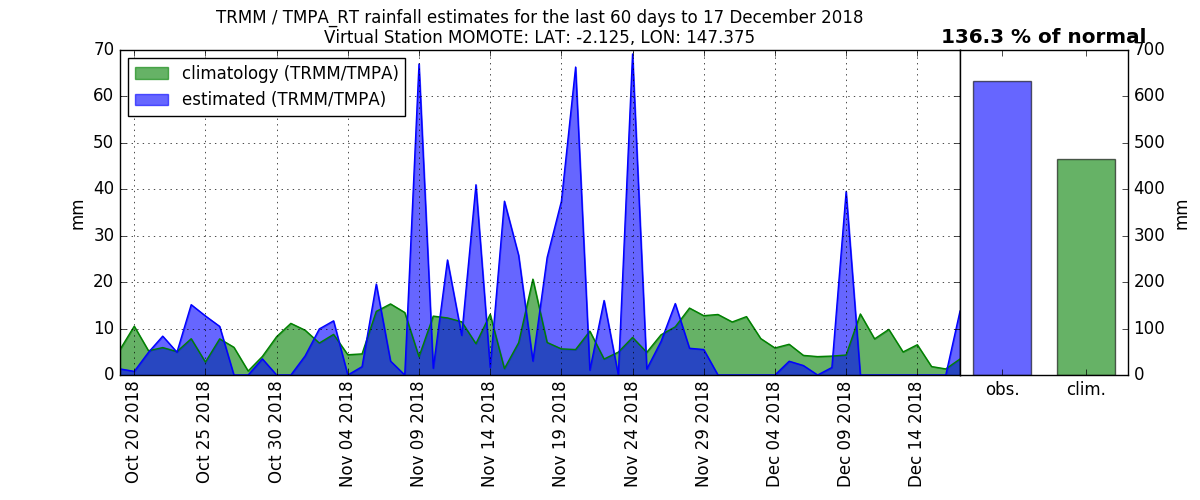 TRMM / TMPA_RT rainfall estimates for the last 60 days to 17 December 2018
Virtual Station MOMOTE: LAT: -2.125, LON: 147.375
136.3 % of normal
climatology (TRMM/TMPA)
estimated (TRMM/TMPA)
70
60
50
40
30
20
10
0
mm
Oct 20 2018
Oct 25 2018
Oct 30 2018
Nov 04 2018
Nov 09 2018
Nov 14 2018
Nov 19 2018
Nov 24 2018
Nov 29 2018
Dec 04 2018
Dec 09 2018
Dec 14 2018
obs.
clim.
700
600
500
400
300
200
100
0
mm